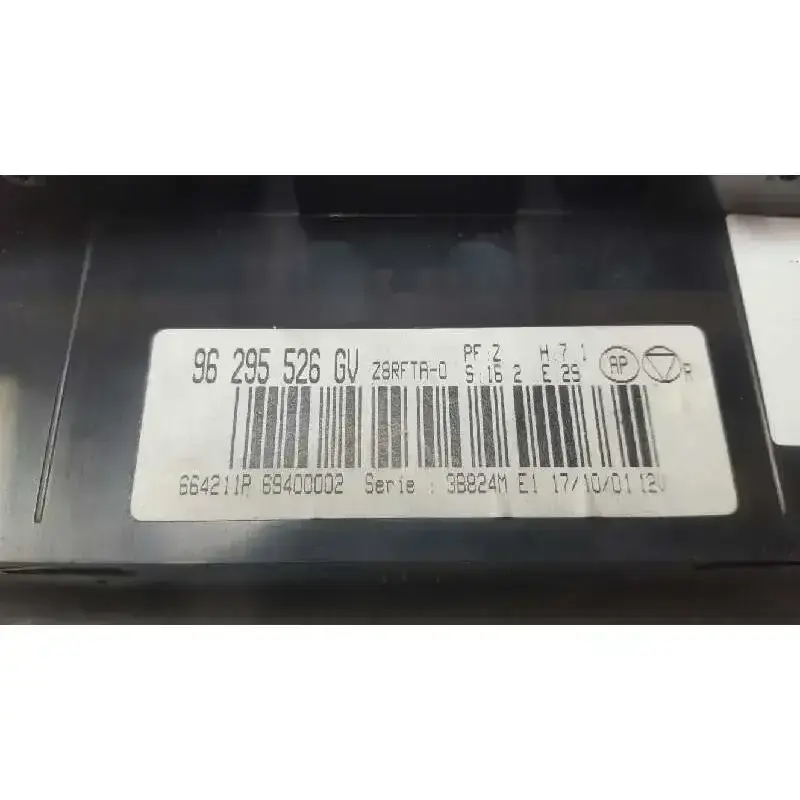 96 295 526 GV Z8RFTA-0 PF:Z H:7.1 AP R
S:16.2 E 25
664211P 69400002 Serie : 3B824M E1 17/10/01 12V